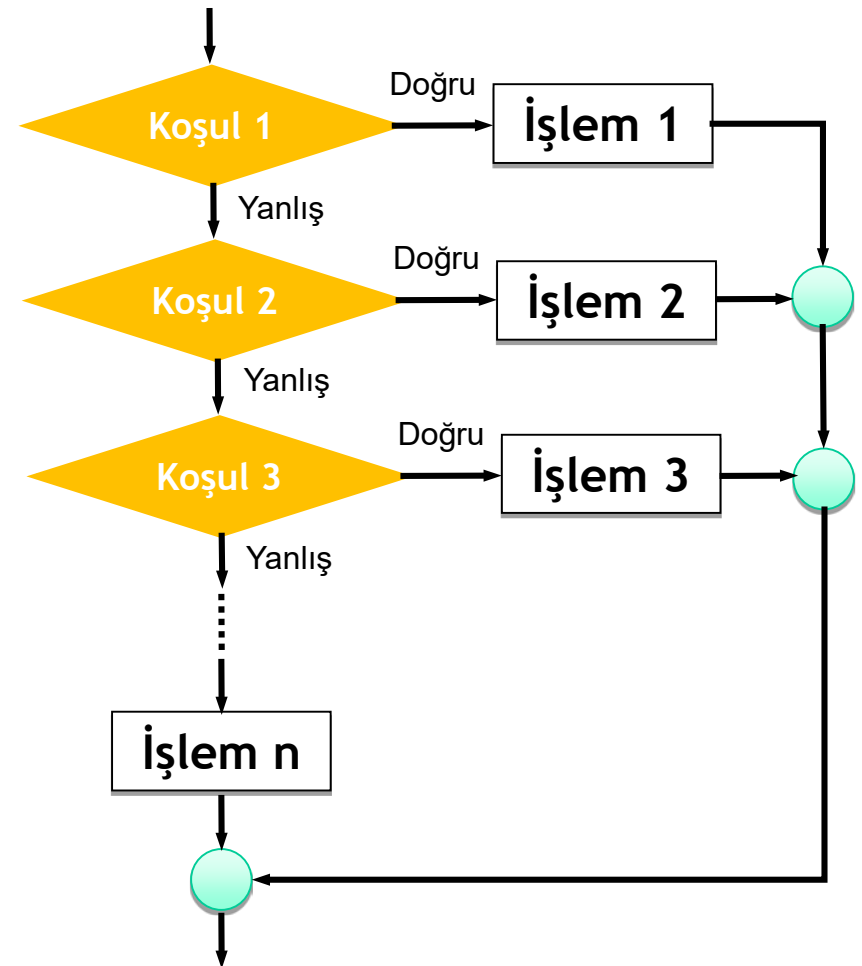 Doğru
Koşul 1
İşlem 1
Yanlış
Doğru
Koşul 2
İşlem 2
Yanlış
Doğru
Koşul 3
İşlem 3
Yanlış
İşlem n